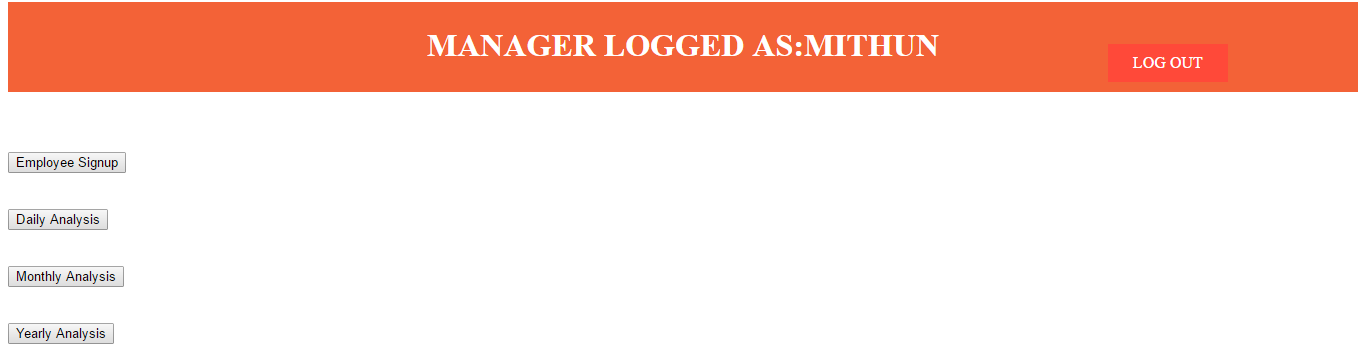 MANAGER LOGGED AS:MITHUN
LOG OUT
Employee Signup
Daily Analysis
Monthly Analysis
Yearly Analysis